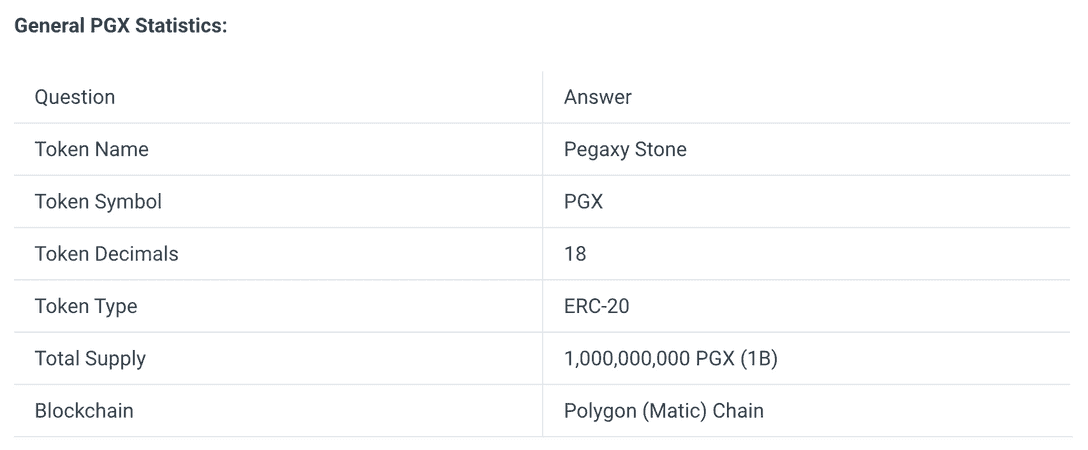 General PGX Statistics:
Question Answer
Token Name Pegaxy Stone
Token Symbol PGX
Token Decimals 18
Token Type ERC-20
Total Supply 1,000,000,000 PGX (1B)
Blockchain Polygon (Matic) Chain